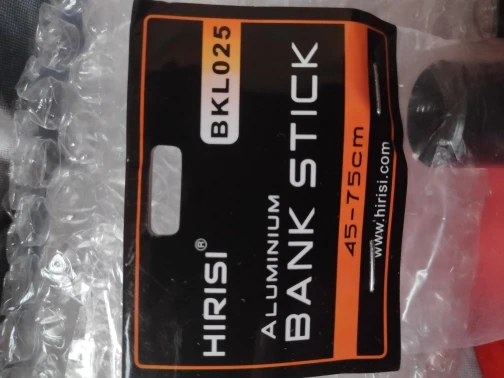 HIRISI®
BKL025
ALUMINIUM
BANK STICK
45-75cm
www.hirisi.com